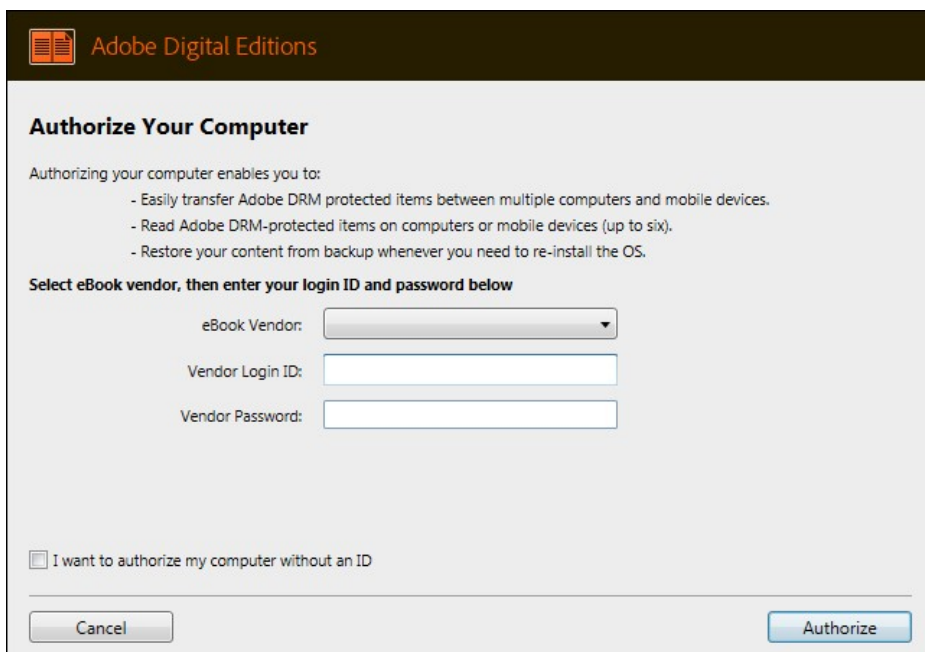 Adobe Digital Editions
Authorize Your Computer
Authorizing your computer enables you to:
- Easily transfer Adobe DRM protected items between multiple computers and mobile devices.
- Read Adobe DRM-protected items on computers or mobile devices (up to six).
- Restore your content from backup whenever you need to re-install the OS.
Select eBook vendor, then enter your login ID and password below
eBook Vendor:
Vendor Login ID:
Vendor Password:
I want to authorize my computer without an ID
Cancel
Authorize